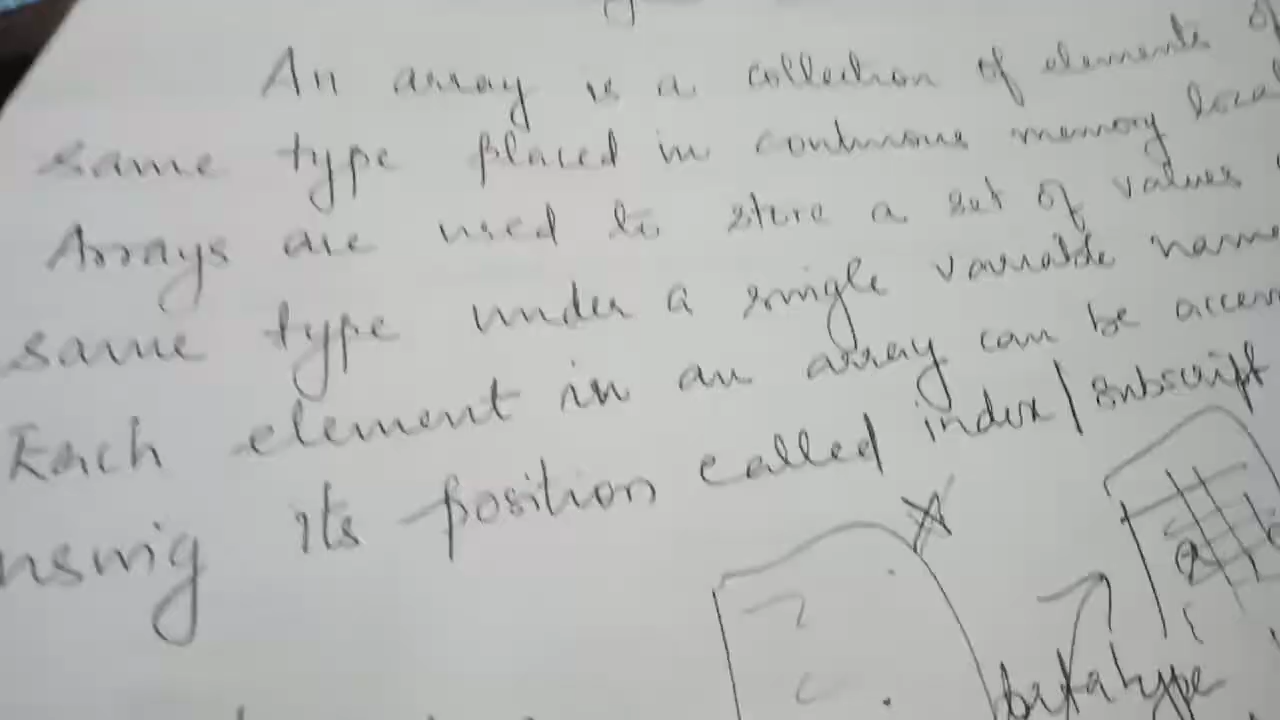 An array is a collection of elements of
same type placed in continuous memory local
Arrays are used to store a set of values
same type under a single variable name
Each element in an array can be access
using its position called index/subscript
datatype